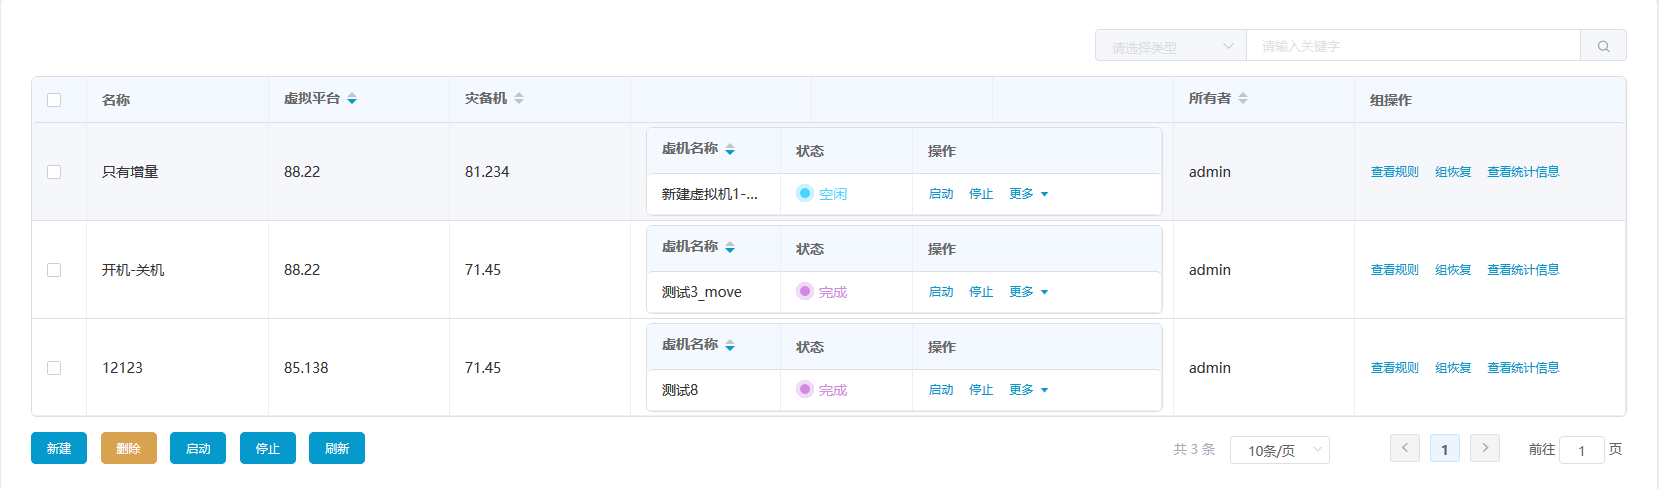 请选择类型 请输入关键字
名称 虚拟平台 灾备机 所有者 组操作
虚机名称 状态 操作
只有增量 88.22 81.234 新建虚拟机1-... 空闲 启动 停止 更多 admin 查看规则 组恢复 查看统计信息
虚机名称 状态 操作
开机-关机 88.22 71.45 测试3_move 完成 启动 停止 更多 admin 查看规则 组恢复 查看统计信息
虚机名称 状态 操作
12123 85.138 71.45 测试8 完成 启动 停止 更多 admin 查看规则 组恢复 查看统计信息
新建 删除 启动 停止 刷新 共 3 条 10条/页 1 前往 1 页